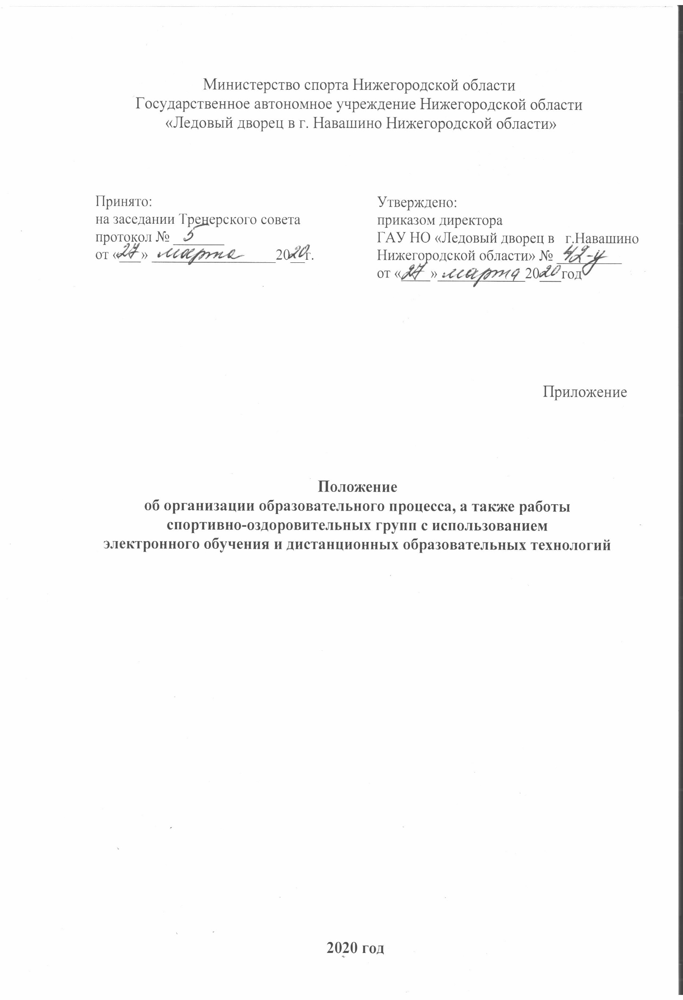 Министерство спорта Нижегородской области
Государственное автономное учреждение Нижегородской области
«Ледовый дворец в г. Навашино Нижегородской области»
Принято:
на заседании Тренерского совета
протокол № 5
от «27» марта 2020г.
Утверждено:
приказом директора
ГАУ НО «Ледовый дворец в г.Навашино
Нижегородской области» № 42-у
от «27» марта 2020 год
Приложение
Положение
об организации образовательного процесса, а также работы
спортивно-оздоровительных групп с использованием
электронного обучения и дистанционных образовательных технологий
2020 год